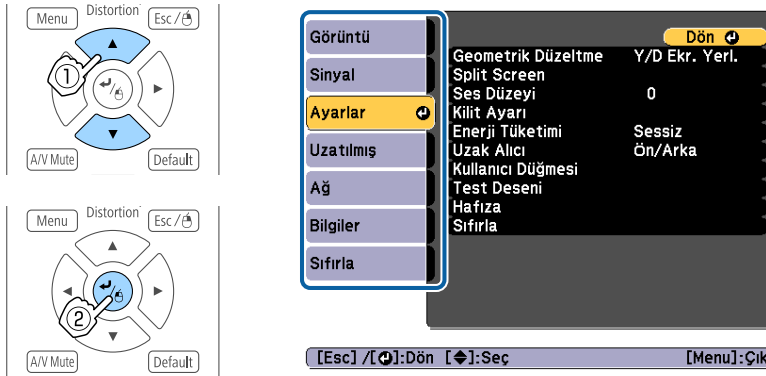 Menu
Distortion
Esc /
1
A/V Mute
Default
Menu
Distortion
Esc /
2
A/V Mute
Default
Görüntü
Sinyal
Ayarlar
Uzatılmış
Ağ
Bilgiler
Sıfırla
Dön
Geometrik Düzeltme Y/D Ekr. Yerl.
Split Screen
Ses Düzeyi 0
Kilit Ayarı
Enerji Tüketimi Sessiz
Uzak Alıcı Ön/Arka
Kullanıcı Düğmesi
Test Deseni
Hafıza
Sıfırla
[Esc] /[ ]:Dön [ ]:Seç [Menu]:Çık